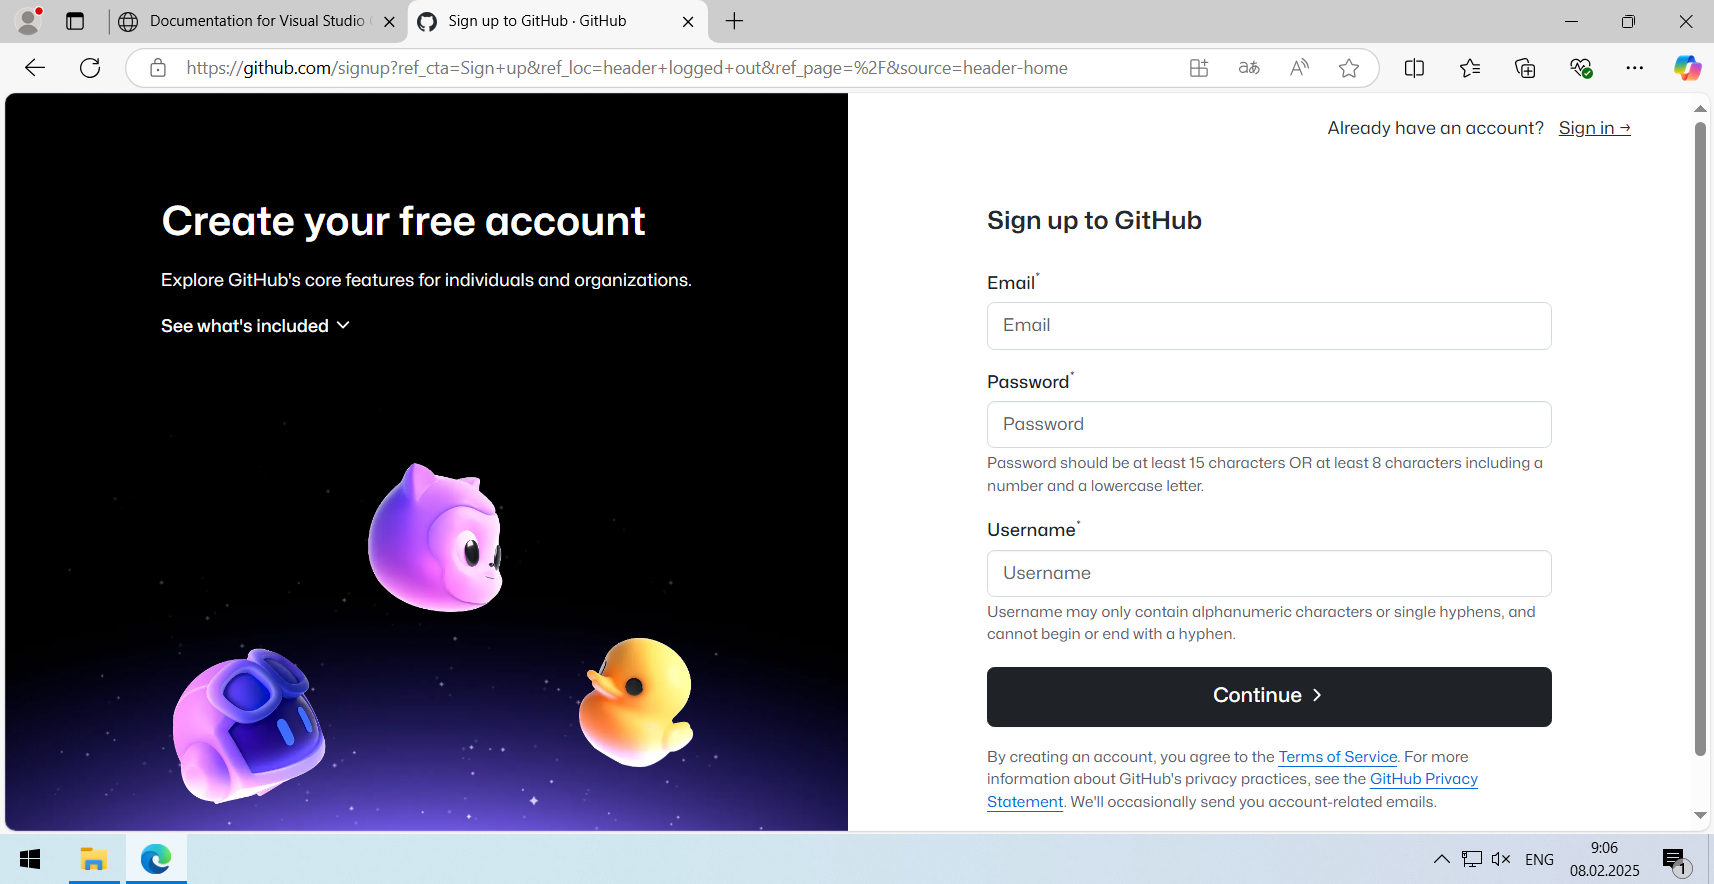 Documentation for Visual Studio
Sign up to GitHub · GitHub
https://github.com/signup?ref_cta=Sign+up&ref_loc=header+logged+out&ref_page=%2F&source=header-home
Already have an account? Sign in →
Create your free account
Explore GitHub's core features for individuals and organizations.
See what's included
Sign up to GitHub
Email*
Email
Password*
Password
Password should be at least 15 characters OR at least 8 characters including a
number and a lowercase letter.
Username*
Username
Username may only contain alphanumeric characters or single hyphens, and
cannot begin or end with a hyphen.
Continue
By creating an account, you agree to the Terms of Service. For more
information about GitHub's privacy practices, see the GitHub Privacy
Statement. We'll occasionally send you account-related emails.
ENG
9:06
08.02.2025
1